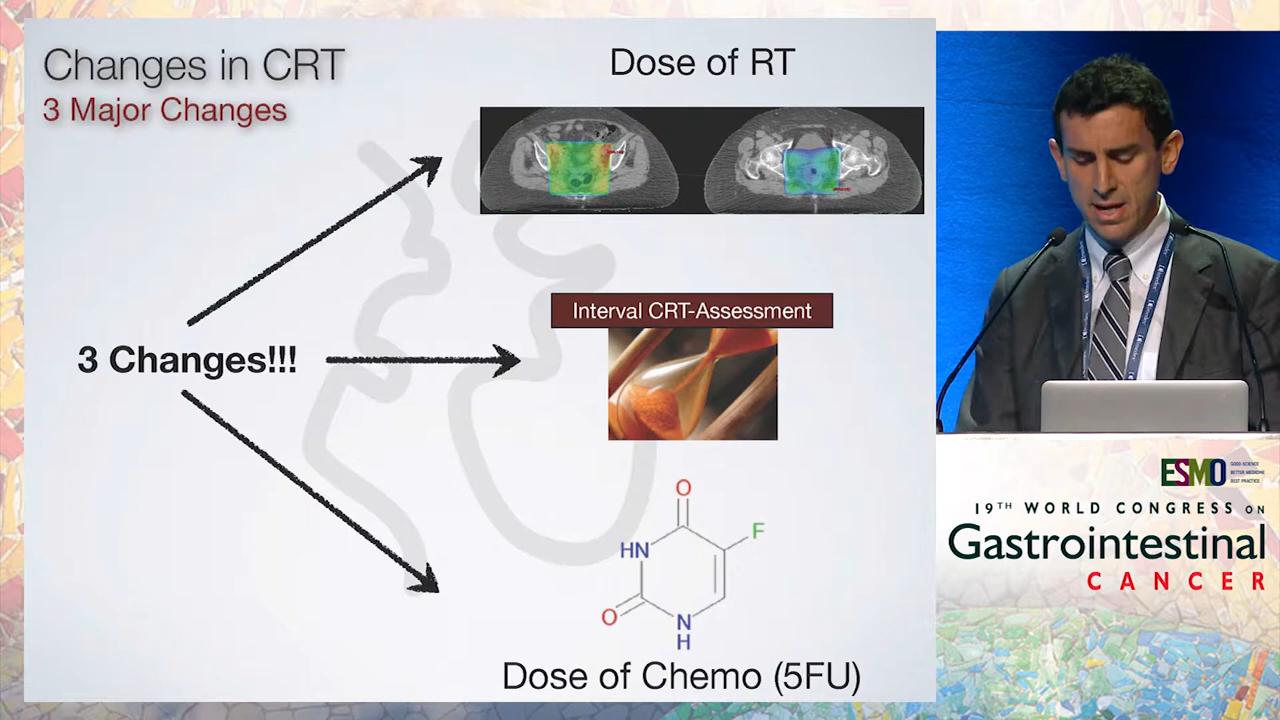 Changes in CRT
3 Major Changes
Dose of RT
3 Changes!!!
Interval CRT-Assessment
O
F
HN
O
N
H
Dose of Chemo (5FU)
ESMO
GOOD SCIENCE
BETTER MEDICINE
BEST PRACTICE
19TH WORLD CONGRESS ON
Gastrointestinal
CANCER